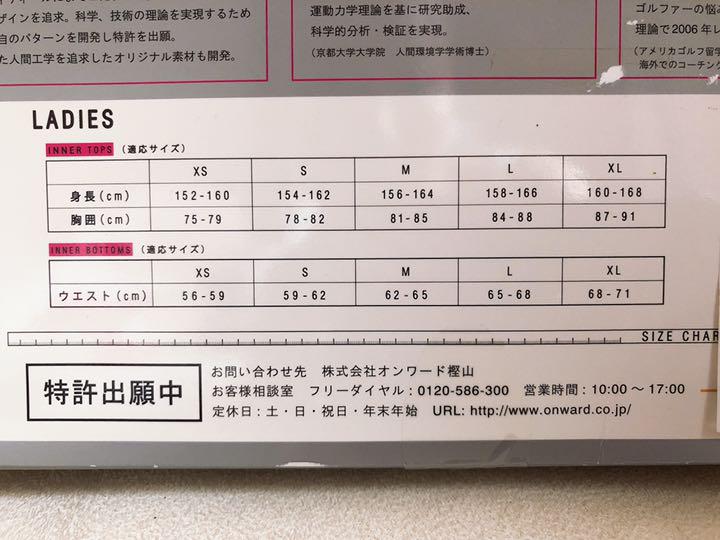 ザインを追求。科学、技術の理論を実現するため
自のパターンを開発し特許を出願。
た人間工学を追求したオリジナル素材も開発。
運動力学理論を基に研究助成、
科学的分析・検証を実現。
(京都大学大学院 人間環境学学術博士)
ゴルファーの悩み
理論で2006年レ
(アメリカゴルフ留学
海外でのコーチング
LADIES
INNER TOPS (適応サイズ)
XS S M L XL
身長(cm) 152-160 154-162 156-164 158-166 160-168
胸囲(cm) 75-79 78-82 81-85 84-88 87-91
INNER BOTTOMS (適応サイズ)
XS S M L XL
ウエスト(cm) 56-59 59-62 62-65 65-68 68-71
SIZE CHAR
特許出願中
お問い合わせ先 株式会社オンワード樫山
お客様相談室 フリーダイヤル:0120-586-300 営業時間:10:00~17:00
定休日:土・日・祝日・年末年始 URL: http://www.onward.co.jp/